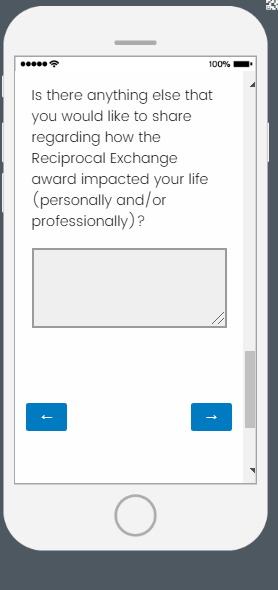 100%
Is there anything else that
you would like to share
regarding how the
Reciprocal Exchange
award impacted your life
(personally and/or
professionally)?
← →